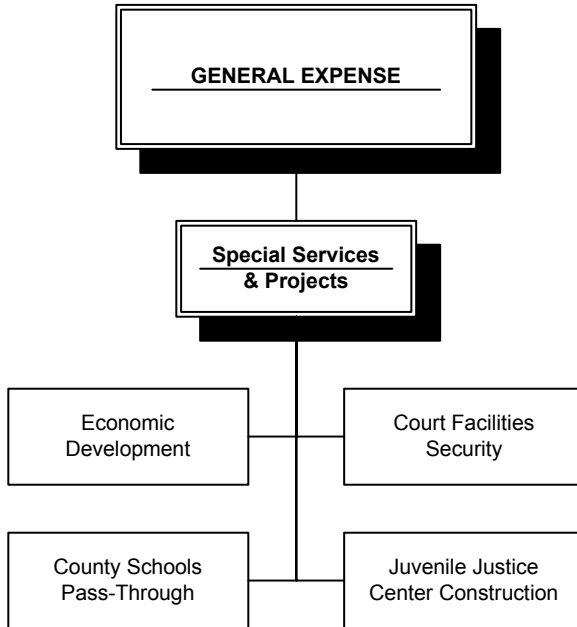 GENERAL EXPENSE
Special Services
& Projects
Economic
Development
Court Facilities
Security
County Schools
Pass-Through
Juvenile Justice
Center Construction